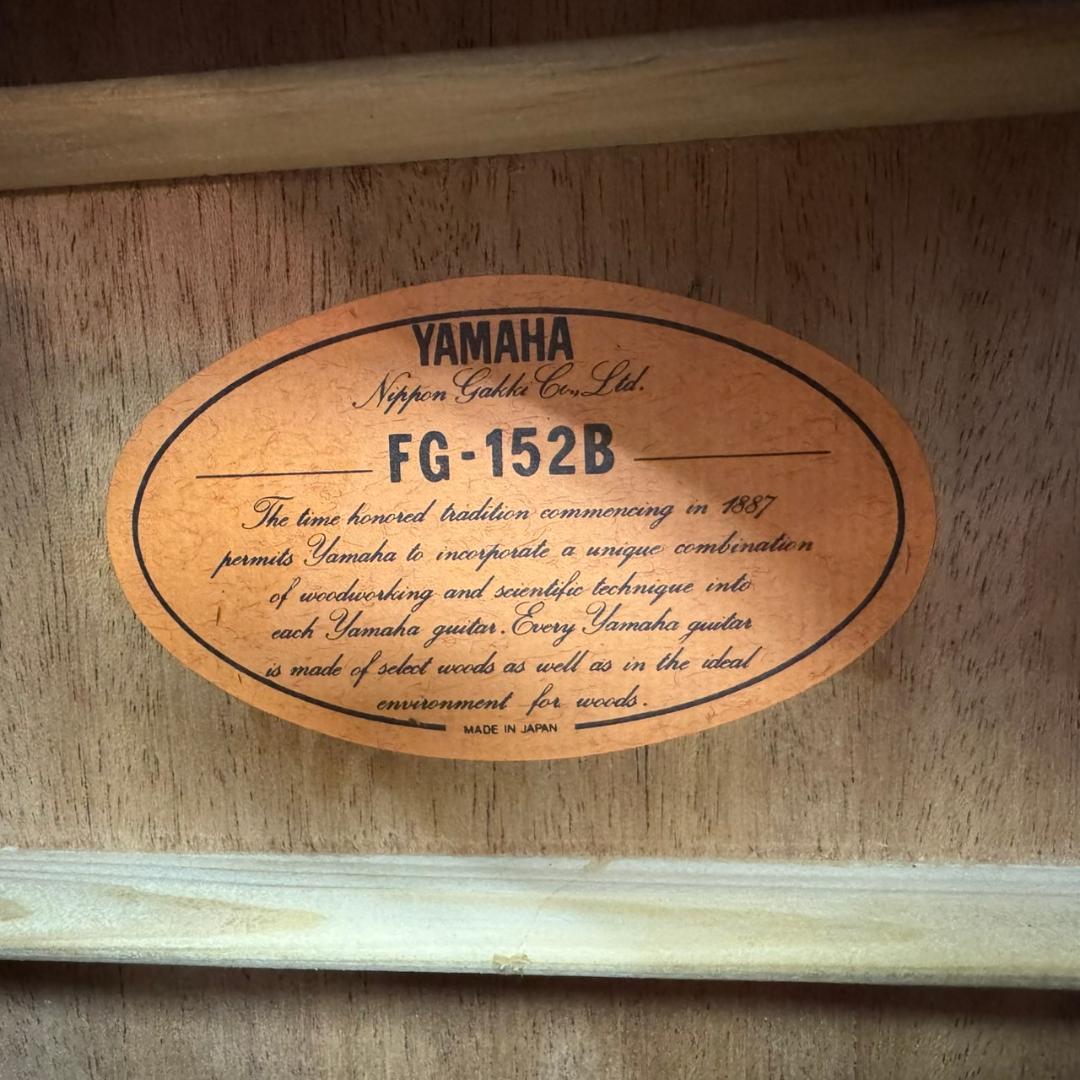 YAMAHA
Nippon Gakki Co., Ltd.
FG-152B
The time honored tradition commencing in 1887
permits Yamaha to incorporate a unique combination
of woodworking and scientific technique into
each Yamaha guitar. Every Yamaha guitar
is made of select woods as well as in the ideal
environment for woods.
MADE IN JAPAN